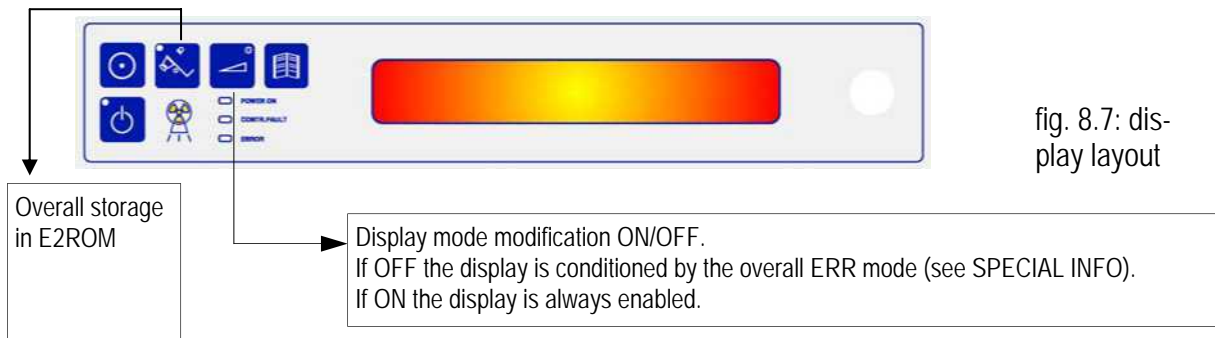 POWER ON
CONTR.FAULT
ERROR
fig. 8.7: dis-
play layout
Overall storage
in E2ROM
Display mode modification ON/OFF.
If OFF the display is conditioned by the overall ERR mode (see SPECIAL INFO).
If ON the display is always enabled.